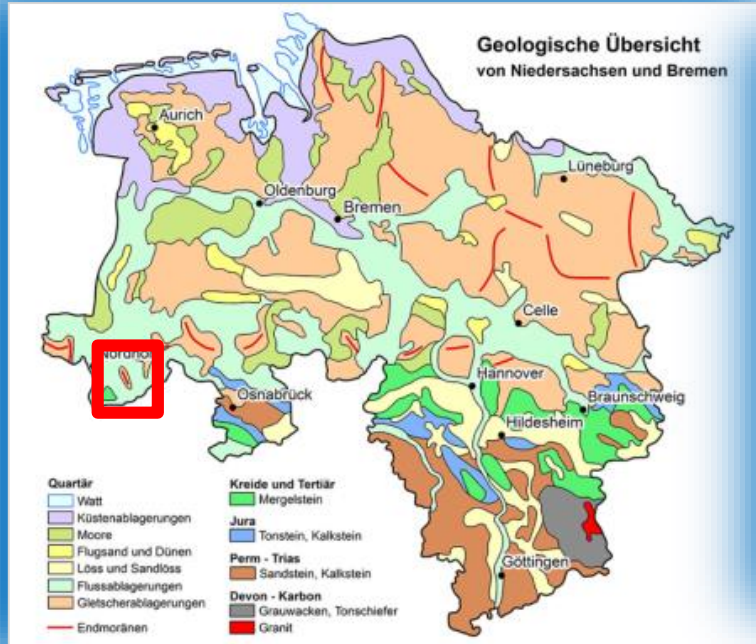 Geologische Übersicht
von Niedersachsen und Bremen
Aurich
Lüneburg
Oldenburg
Bremen
Celle
Hannover
Osnabrück
Braunschweig
Hildesheim
Göttingen
Quartär
Watt
Küstenablagerungen
Moore
Flugsand und Dünen
Löss und Sandlöss
Flussablagerungen
Gletscherablagerungen
Endmoränen
Kreide und Tertiär
Mergelstein
Jura
Tonstein, Kalkstein
Perm - Trias
Sandstein, Kalkstein
Devon - Karbon
Grauwacken, Tonschiefer
Granit